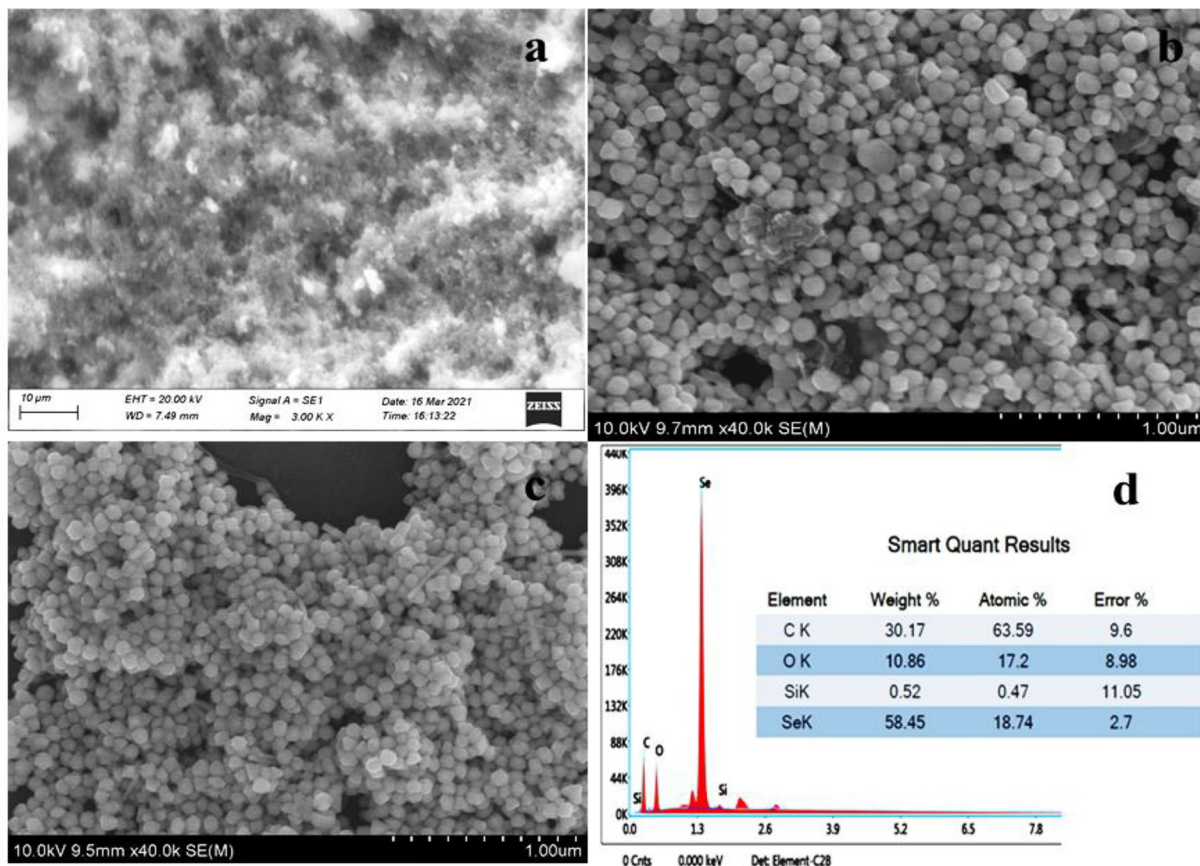 a
10 µm
EHT = 20.00 kV
WD = 7.49 mm
Signal A = SE1
Mag = 3.00 K X
Date: 16 Mar 2021
Time: 16:13:22
ZEISS
b
10.0kV 9.7mm x40.0k SE(M)
1.00um
c
10.0kV 9.5mm x40.0k SE(M)
1.00um
d
440K
396K
352K
308K
264K
220K
176K
132K
88K
44K
0K
Se
C
O
Si
Si
0.0 1.3 2.6 3.9 5.2 6.5 7.8
0 Cnts 0.000 keV Det: Element-C2B
Smart Quant Results
Element Weight % Atomic % Error %
C K 30.17 63.59 9.6
O K 10.86 17.2 8.98
SiK 0.52 0.47 11.05
SeK 58.45 18.74 2.7